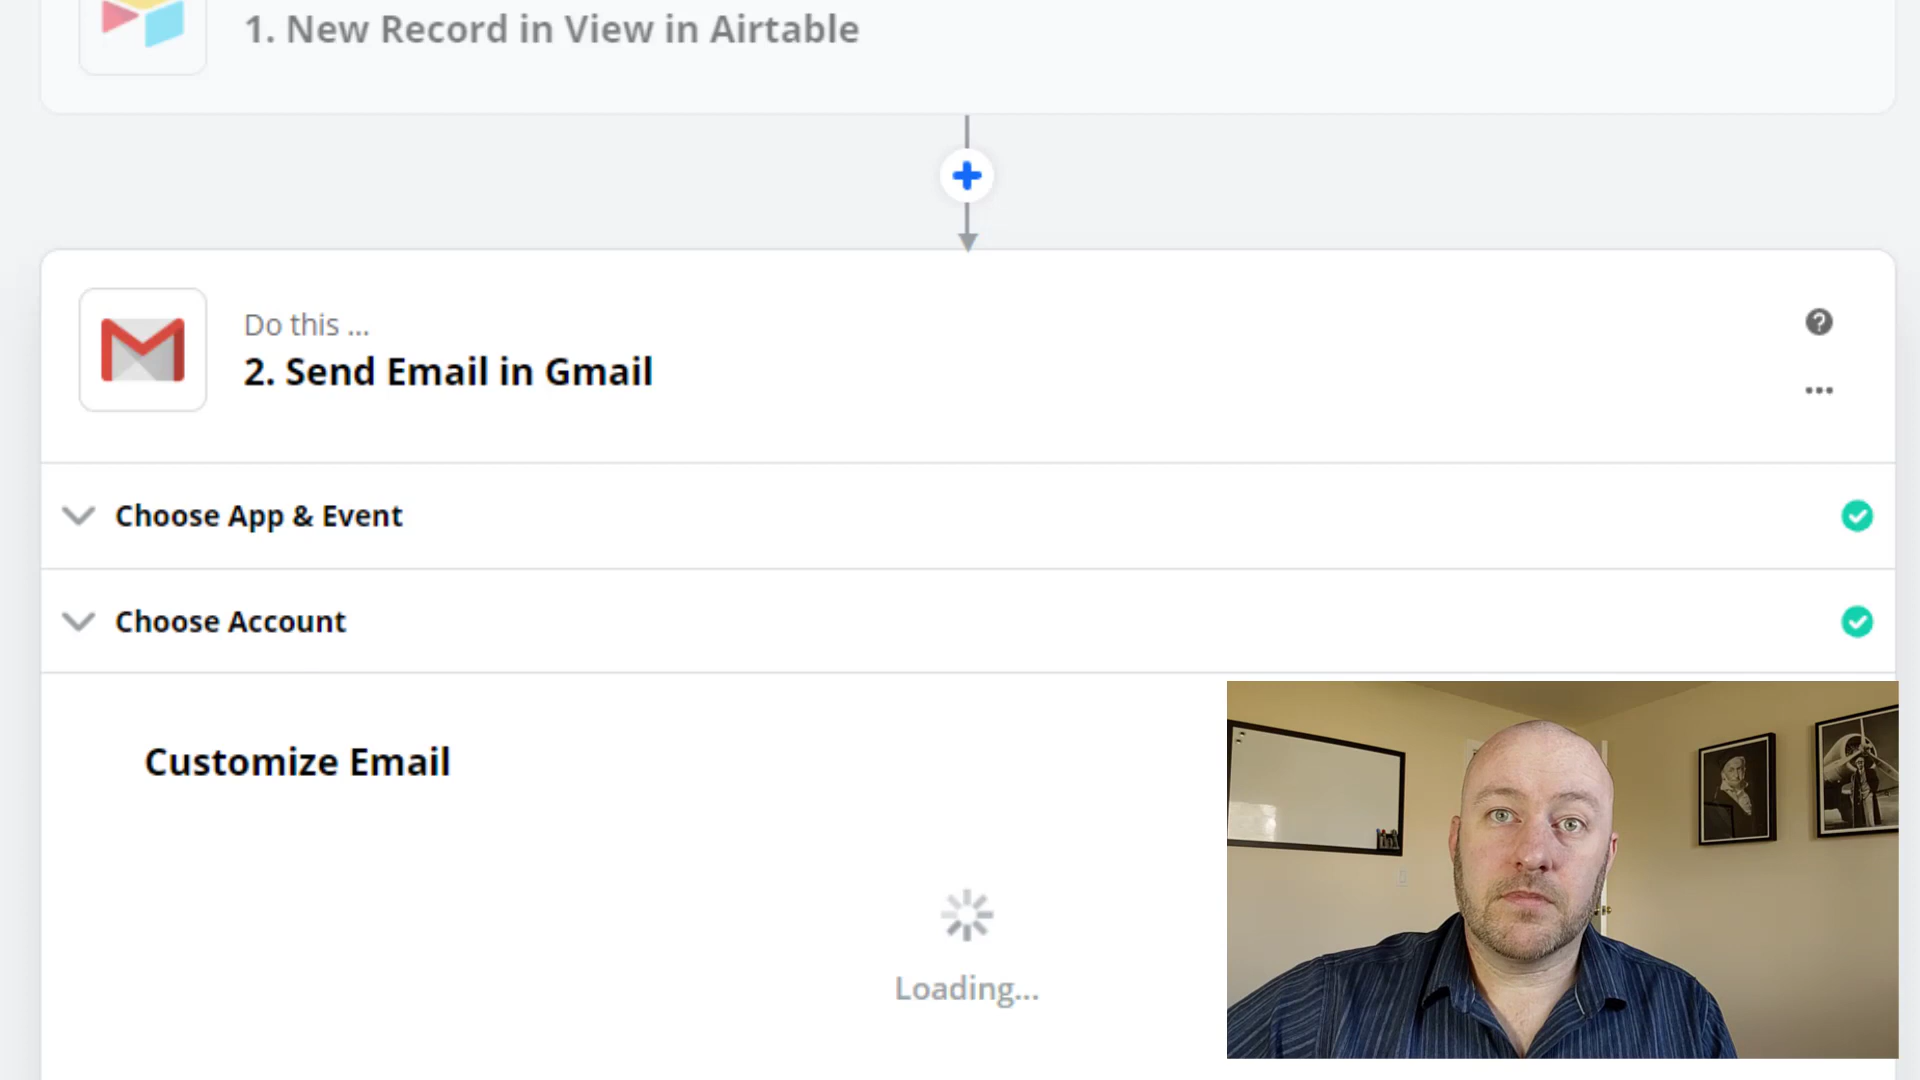 1. New Record in View in Airtable
Do this ...
2. Send Email in Gmail
Choose App & Event
Choose Account
Customize Email
Loading...